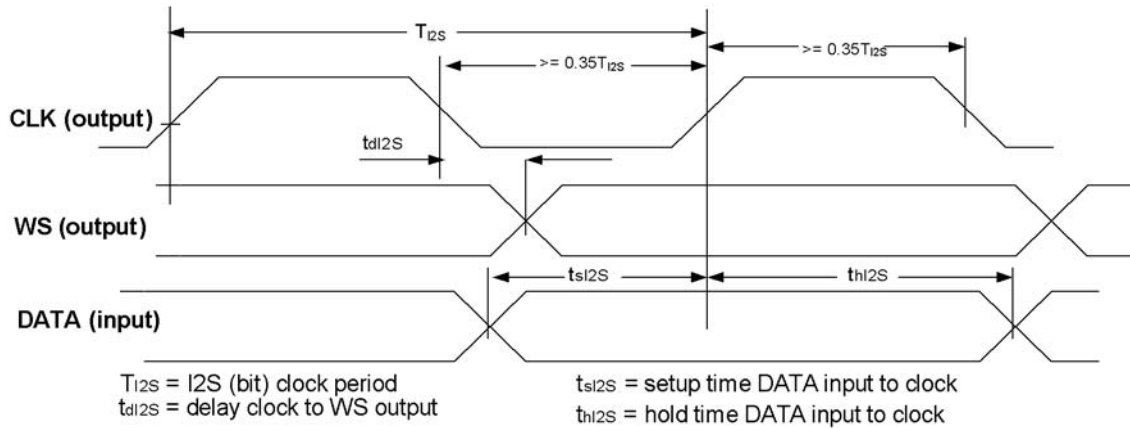 TI2S
>= 0.35TI2S
>= 0.35TI2S
CLK (output)
tdI2S
WS (output)
tsI2S
thI2S
DATA (input)
TI2S = I2S (bit) clock period
tdI2S = delay clock to WS output
tsI2S = setup time DATA input to clock
thI2S = hold time DATA input to clock